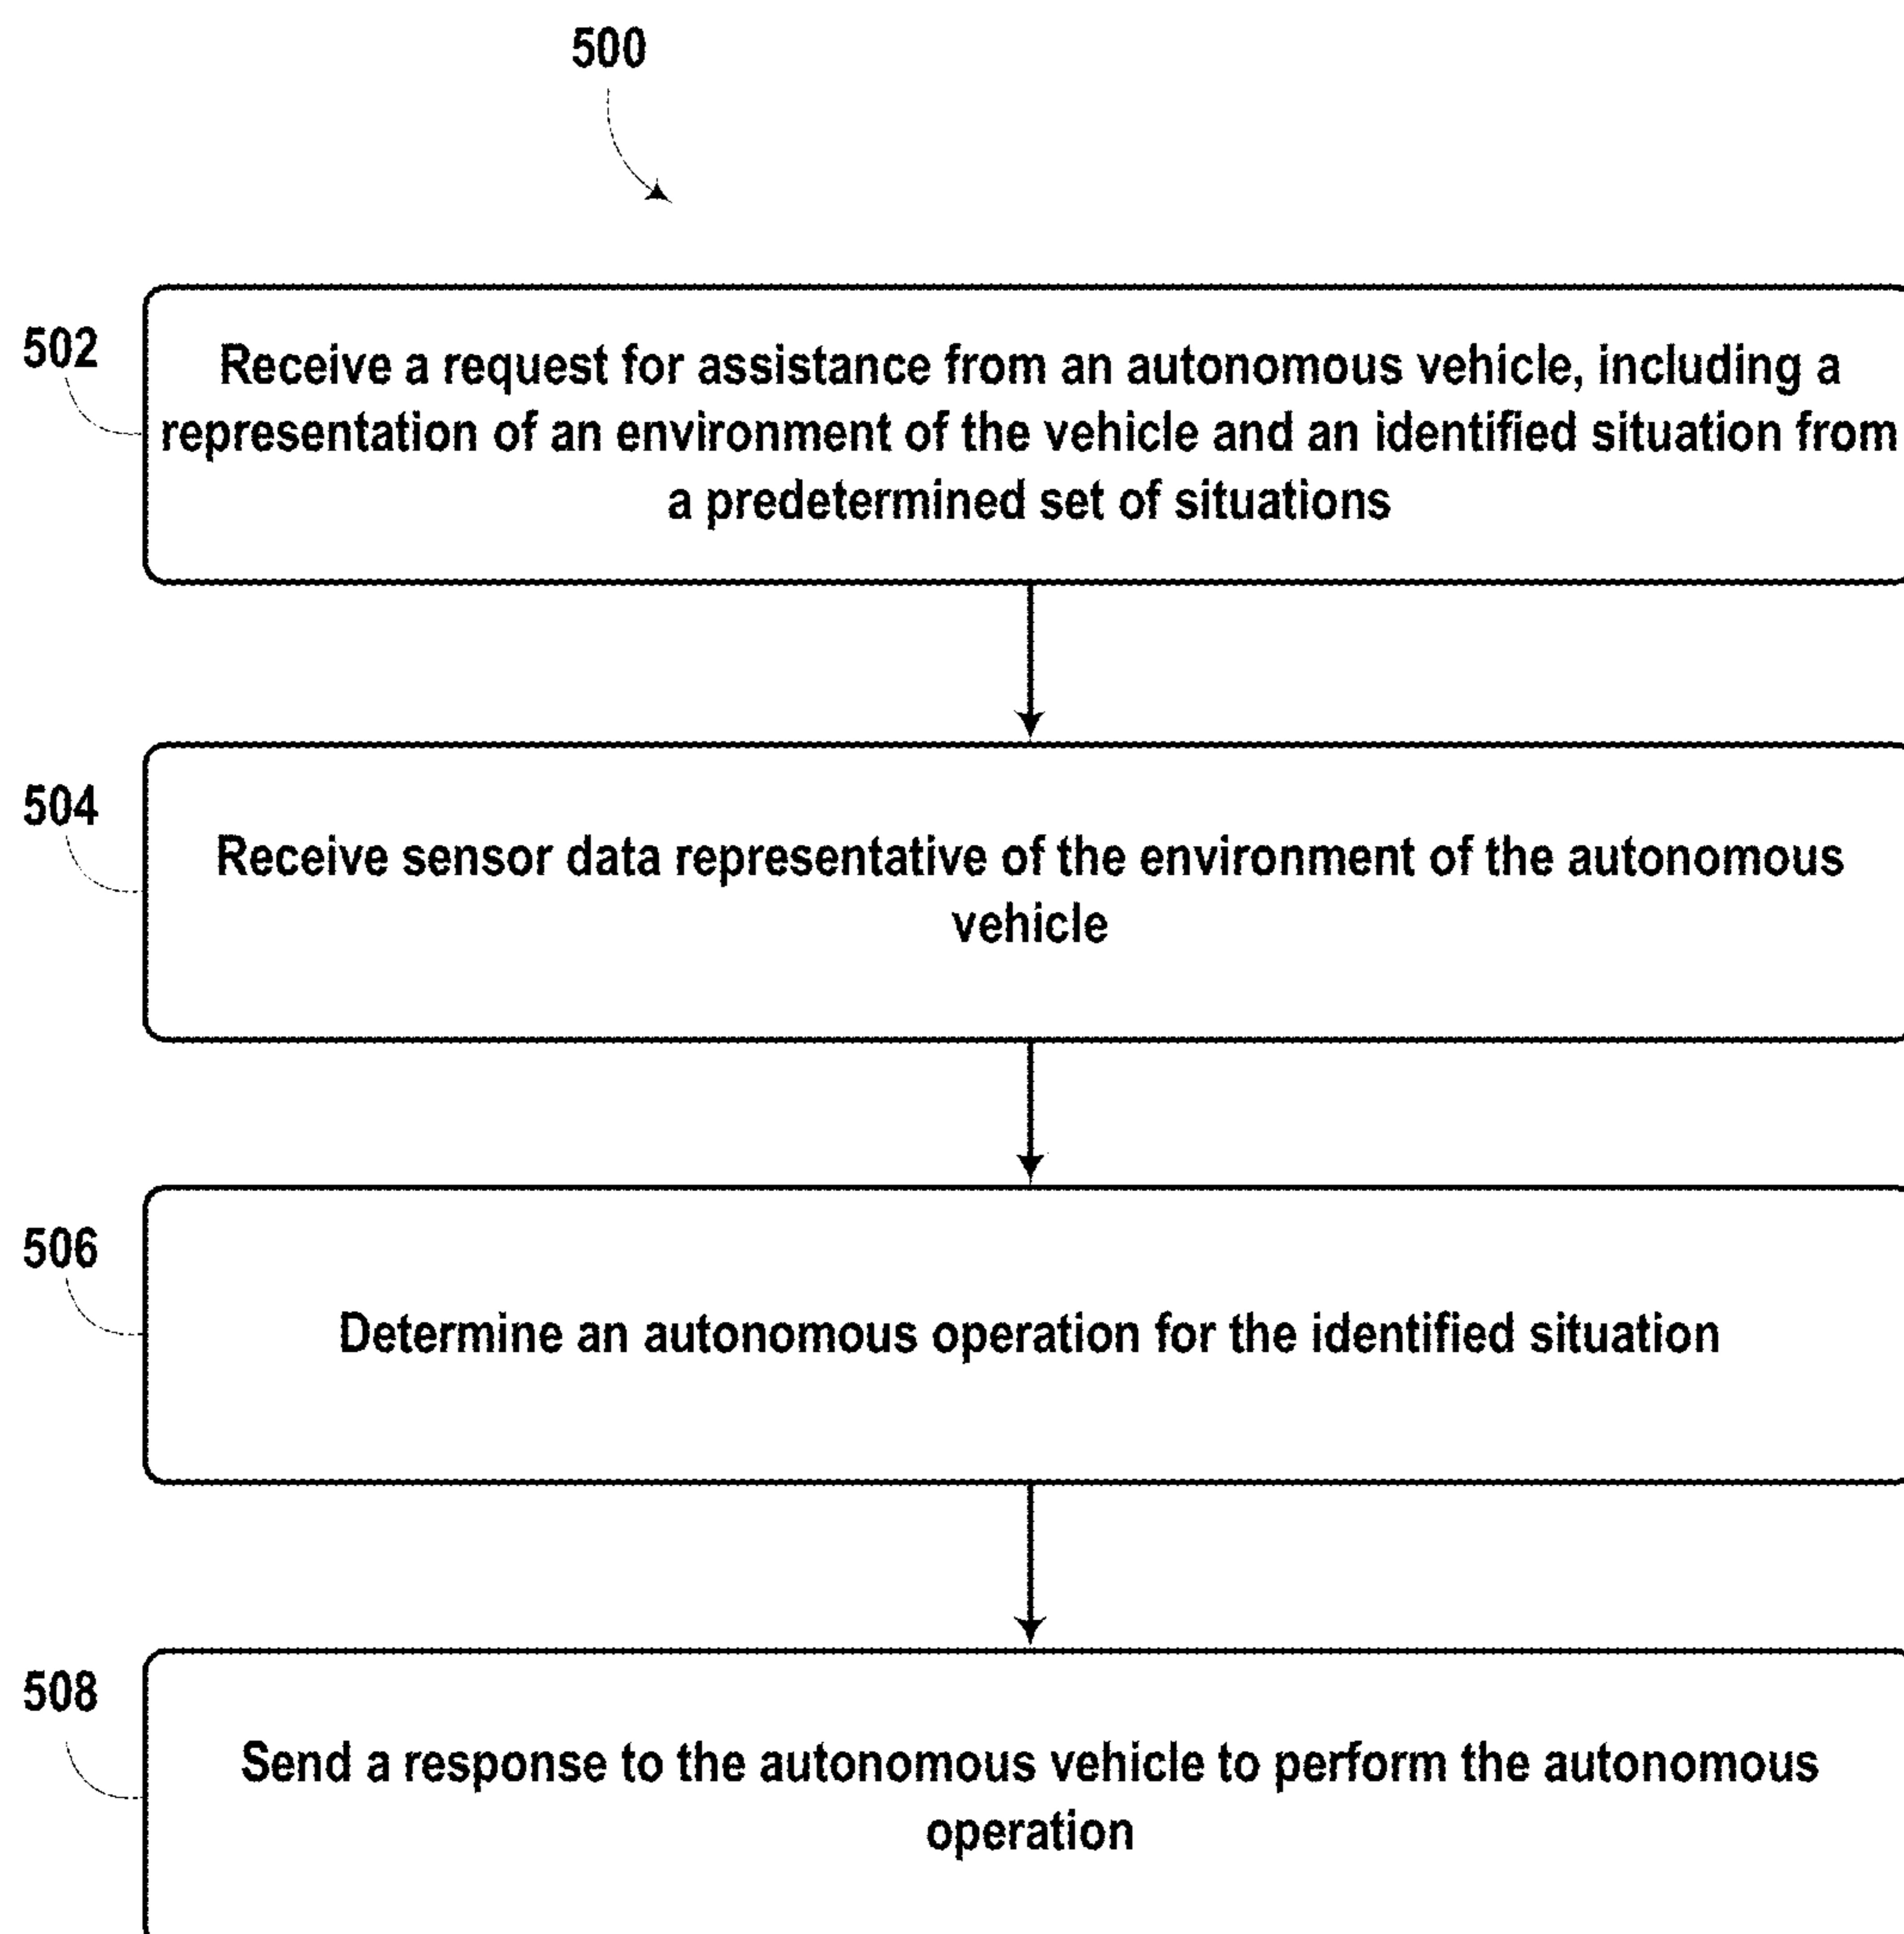 500
502
Receive a request for assistance from an autonomous vehicle, including a
representation of an environment of the vehicle and an identified situation from
a predetermined set of situations
504
Receive sensor data representative of the environment of the autonomous
vehicle
506
Determine an autonomous operation for the identified situation
508
Send a response to the autonomous vehicle to perform the autonomous
operation